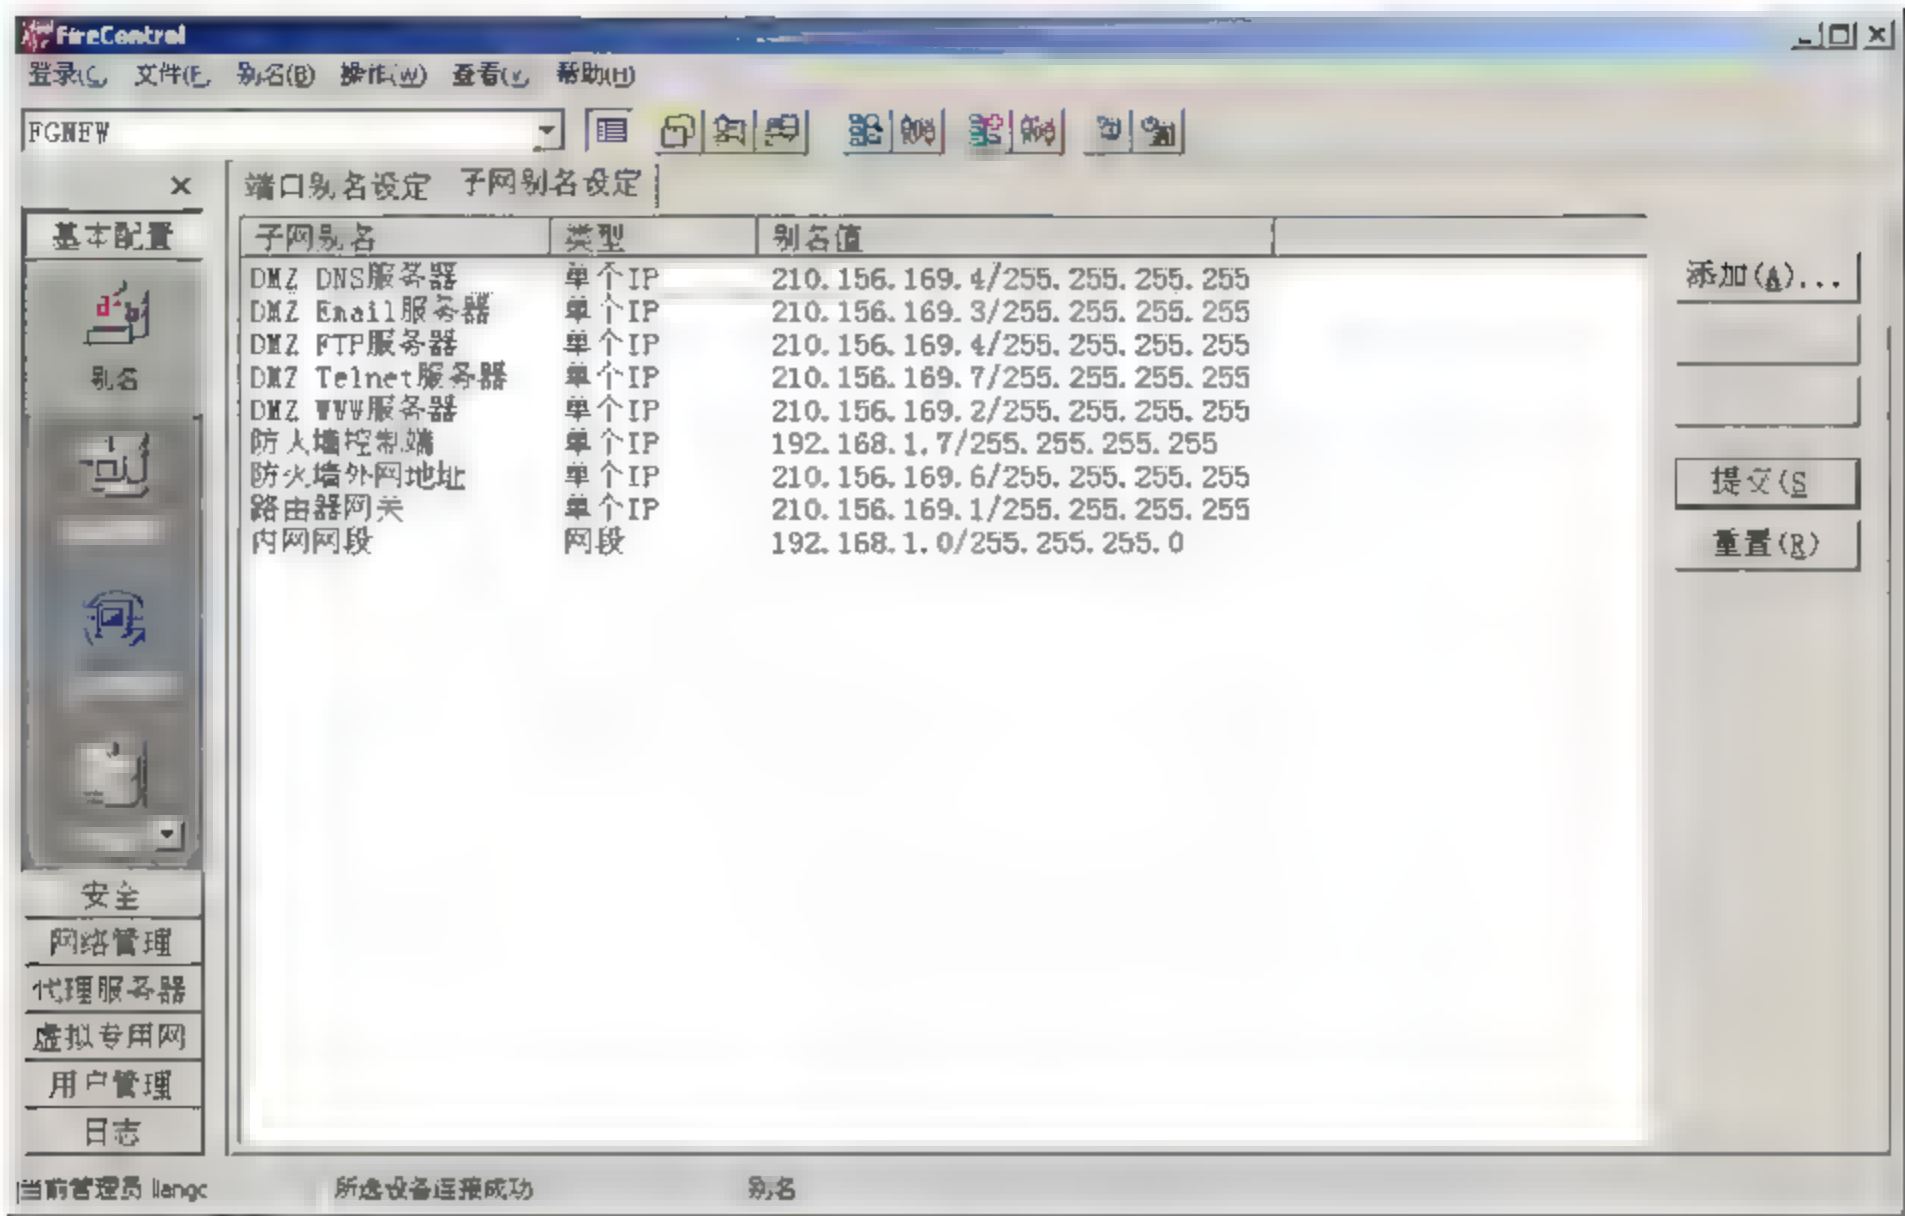 FireControl
登录(C) 文件(F) 别名(B) 操作(W) 查看(V) 帮助(H)
FGNFW
端口别名设定 子网别名设定
基本配置
子网别名 类型 别名值
DMZ DNS服务器 单个IP 210.156.169.4/255.255.255.255
DMZ Email服务器 单个IP 210.156.169.3/255.255.255.255
DMZ FTP服务器 单个IP 210.156.169.4/255.255.255.255
DMZ Telnet服务器 单个IP 210.156.169.7/255.255.255.255
DMZ WWW服务器 单个IP 210.156.169.2/255.255.255.255
防火墙控制端 单个IP 192.168.1.7/255.255.255.255
防火墙外网地址 单个IP 210.156.169.6/255.255.255.255
路由器网关 单个IP 210.156.169.1/255.255.255.255
内网网段 网段 192.168.1.0/255.255.255.0
添加(A)...
提交(S
重置(R)
别名
安全
网络管理
代理服务器
虚拟专用网
用户管理
日志
当前管理员 liangc 所选设备连接成功 别名